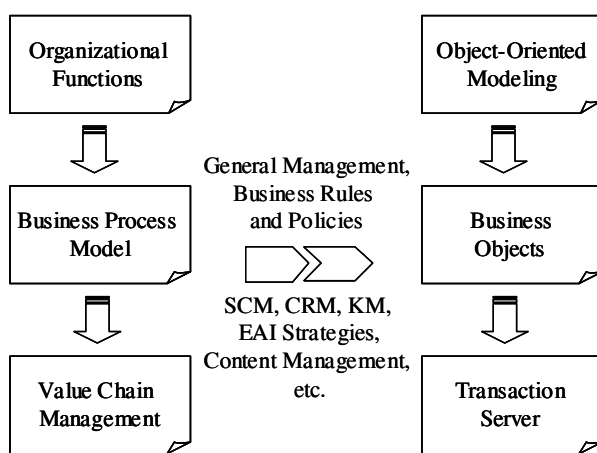 Organizational
Functions
Object-Oriented
Modeling
General Management,
Business Rules
and Policies
Business Process
Model
Business
Objects
SCM, CRM, KM,
EAI Strategies,
Content Management,
etc.
Value Chain
Management
Transaction
Server